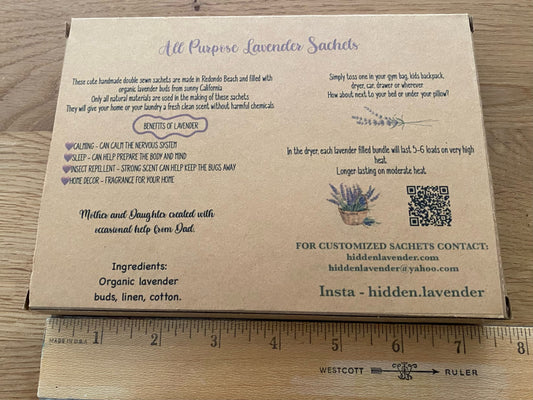 All Purpose Lavender Sachets
These cute handmade double sewn sachets are made in Redondo Beach and filled with
organic lavender buds from sunny California
Only all natural materials are used in the making of these sachets
They will give your home or your laundry a fresh clean scent without harmful chemicals
BENEFITS OF LAVENDER
CALMING - CAN CALM THE NERVOUS SYSTEM
SLEEP - CAN HELP PREPARE THE BODY AND MIND
INSECT REPELLENT - STRONG SCENT CAN HELP KEEP THE BUGS AWAY
HOME DECOR - FRAGRANCE FOR YOUR HOME
Mother and Daughter created with
occasional help from Dad.
Ingredients:
Organic lavender
buds, linen, cotton.
Simply toss one in your gym bag, kids backpack,
dryer, car, drawer or wherever
How about next to your bed or under your pillow?
In the dryer, each lavender filled bundle will last 5-6 loads on very high
heat.
Longer lasting on moderate heat.
FOR CUSTOMIZED SACHETS CONTACT:
hiddenlavender.com
hiddenlavender@yahoo.com
Insta - hidden.lavender
1 2 3 4 5 6 7 8
MADE IN U.S.A.
WESTCOTT RULER